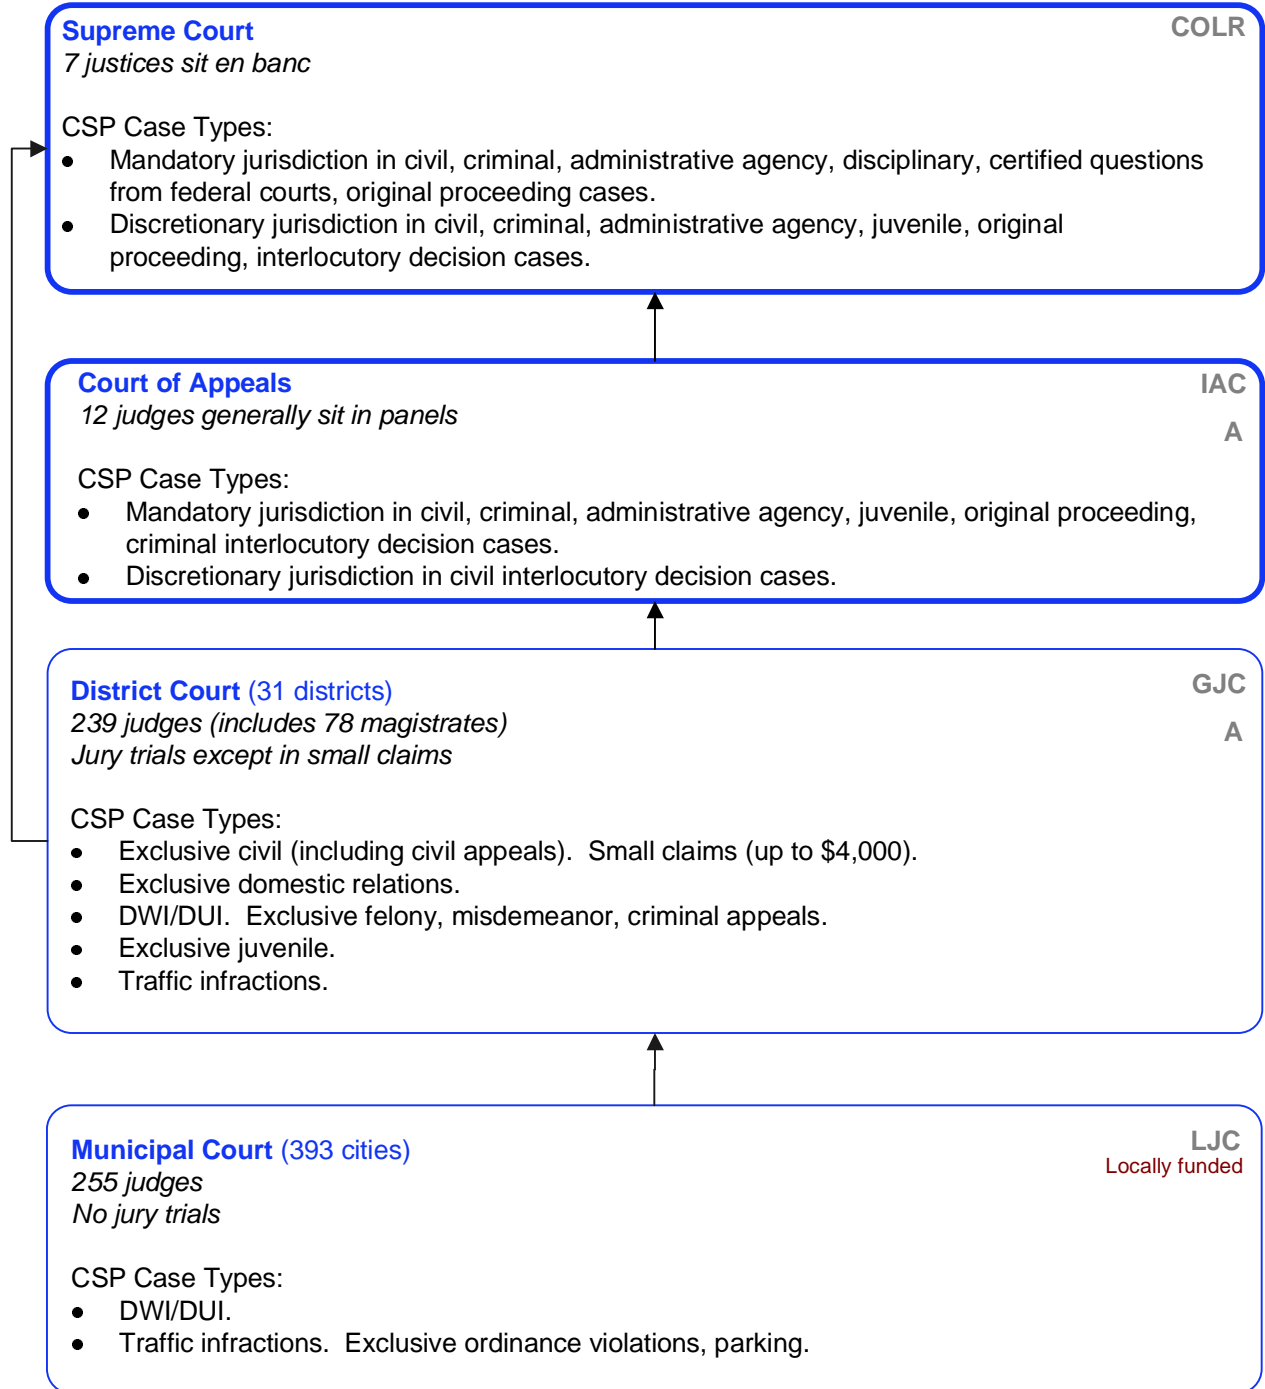 Supreme Court
COLR
7 justices sit en banc
CSP Case Types:
• Mandatory jurisdiction in civil, criminal, administrative agency, disciplinary, certified questions
from federal courts, original proceeding cases.
• Discretionary jurisdiction in civil, criminal, administrative agency, juvenile, original
proceeding, interlocutory decision cases.
Court of Appeals
IAC
12 judges generally sit in panels
A
CSP Case Types:
• Mandatory jurisdiction in civil, criminal, administrative agency, juvenile, original proceeding,
criminal interlocutory decision cases.
• Discretionary jurisdiction in civil interlocutory decision cases.
District Court (31 districts)
GJC
239 judges (includes 78 magistrates)
A
Jury trials except in small claims
CSP Case Types:
• Exclusive civil (including civil appeals).  Small claims (up to $4,000).
• Exclusive domestic relations.
• DWI/DUI.  Exclusive felony, misdemeanor, criminal appeals.
• Exclusive juvenile.
• Traffic infractions.
Municipal Court (393 cities)
LJC
Locally funded
255 judges
No jury trials
CSP Case Types:
• DWI/DUI.
• Traffic infractions.  Exclusive ordinance violations, parking.